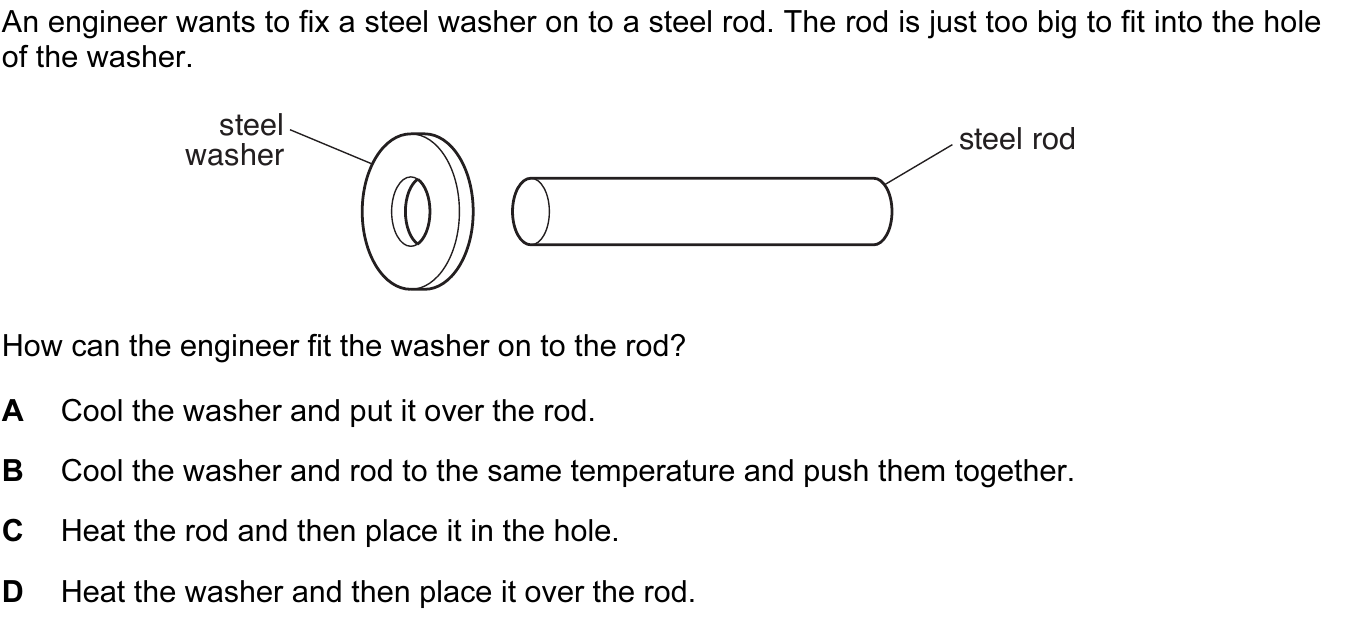 An engineer wants to fix a steel washer on to a steel rod. The rod is just too big to fit into the hole
of the washer.
steel
washer
steel rod
How can the engineer fit the washer on to the rod?
A Cool the washer and put it over the rod.
B Cool the washer and rod to the same temperature and push them together.
C Heat the rod and then place it in the hole.
D Heat the washer and then place it over the rod.